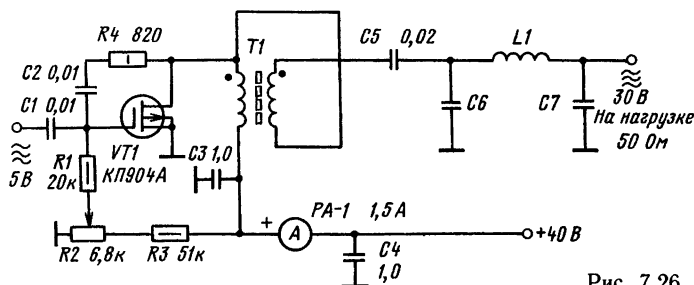 R4 820
T1
C5
0,02
L1
C2 0,01
C1 0,01
C6
C7
30 В
На нагрузке
50 Ом
5 В
R1
20к
VT1
КП904А
C3 1,0
PA-1 1,5 А
+
A
+40 В
R2 6,8к
R3 51к
C4
1,0
Рис. 7.26